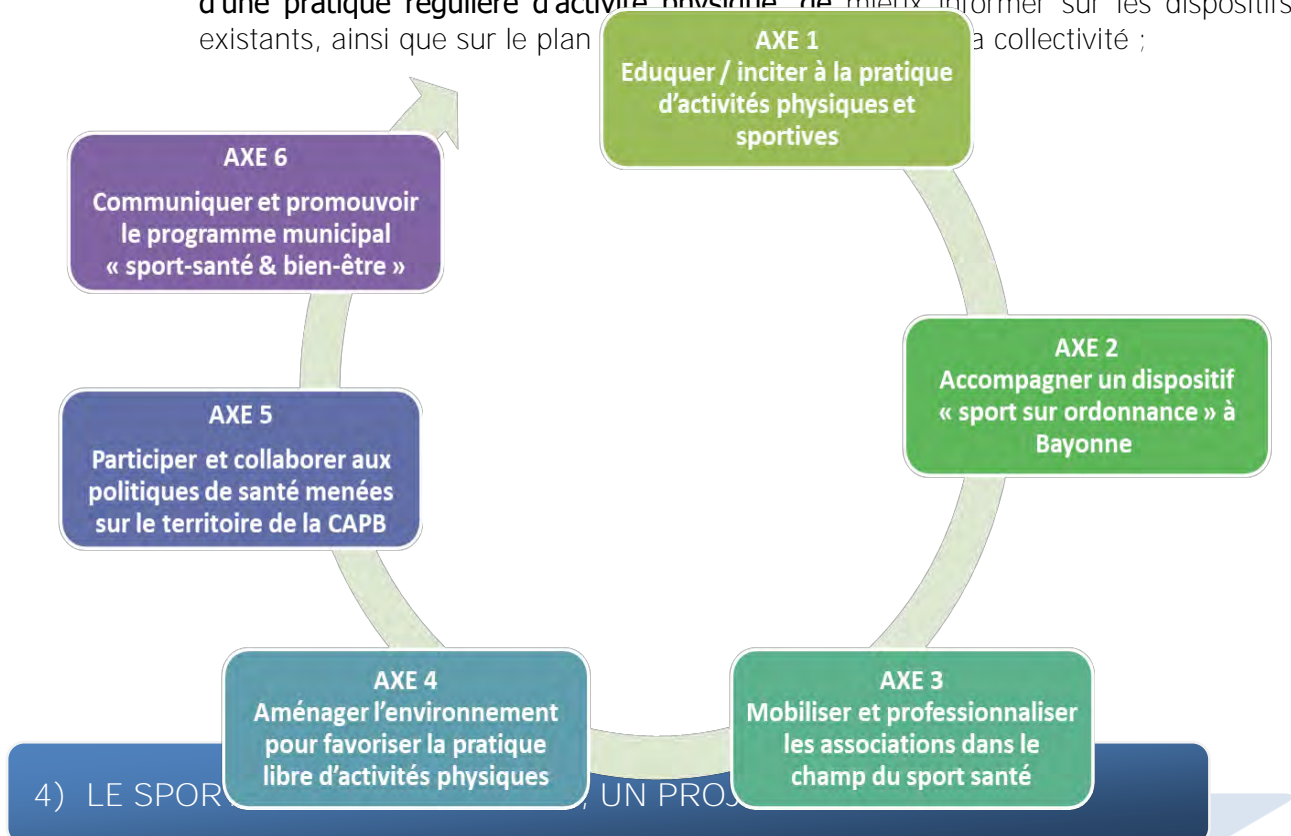 d'une pratique régulière d'activité physique, de mieux informer sur les dispositifs
existants, ainsi que sur le plan a collectivité ;
AXE 1
Eduquer / inciter à la pratique
d'activités physiques et
sportives
AXE 2
Accompagner un dispositif
« sport sur ordonnance » à
Bayonne
AXE 3
Mobiliser et professionnaliser
les associations dans le
champ du sport santé
AXE 4
Aménager l'environnement
pour favoriser la pratique
libre d'activités physiques
AXE 5
Participer et collaborer aux
politiques de santé menées
sur le territoire de la CAPB
AXE 6
Communiquer et promouvoir
le programme municipal
« sport-santé & bien-être »
4) LE SPOR , UN PROJ